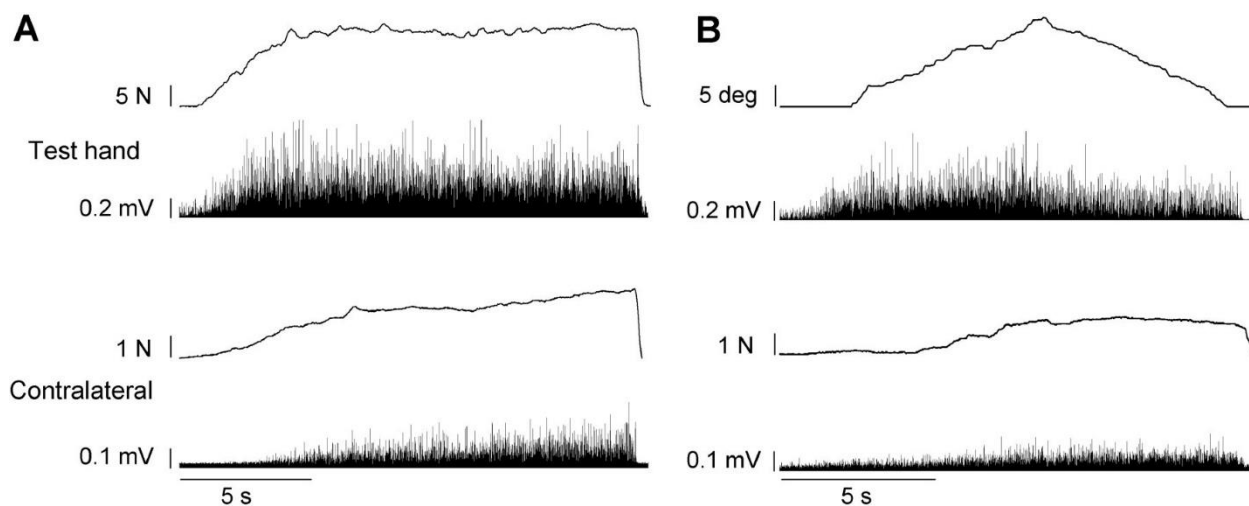 A
B
5 N
5 deg
Test hand
0.2 mV
0.2 mV
1 N
1 N
Contralateral
0.1 mV
0.1 mV
5 s
5 s